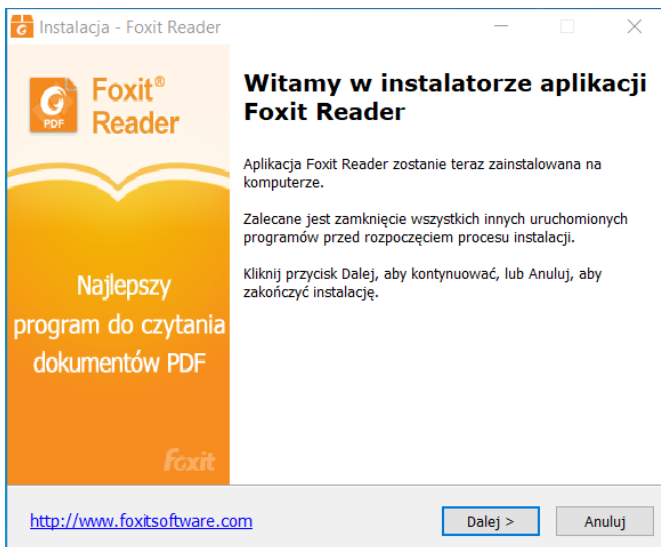 Instalacja - Foxit Reader
Foxit®
Reader
PDF
Najlepszy
program do czytania
dokumentów PDF
foxit
Witamy w instalatorze aplikacji
Foxit Reader
Aplikacja Foxit Reader zostanie teraz zainstalowana na
komputerze.
Zalecane jest zamknięcie wszystkich innych uruchomionych
programów przed rozpoczęciem procesu instalacji.
Kliknij przycisk Dalej, aby kontynuować, lub Anuluj, aby
zakończyć instalację.
http://www.foxitsoftware.com
Dalej >
Anuluj